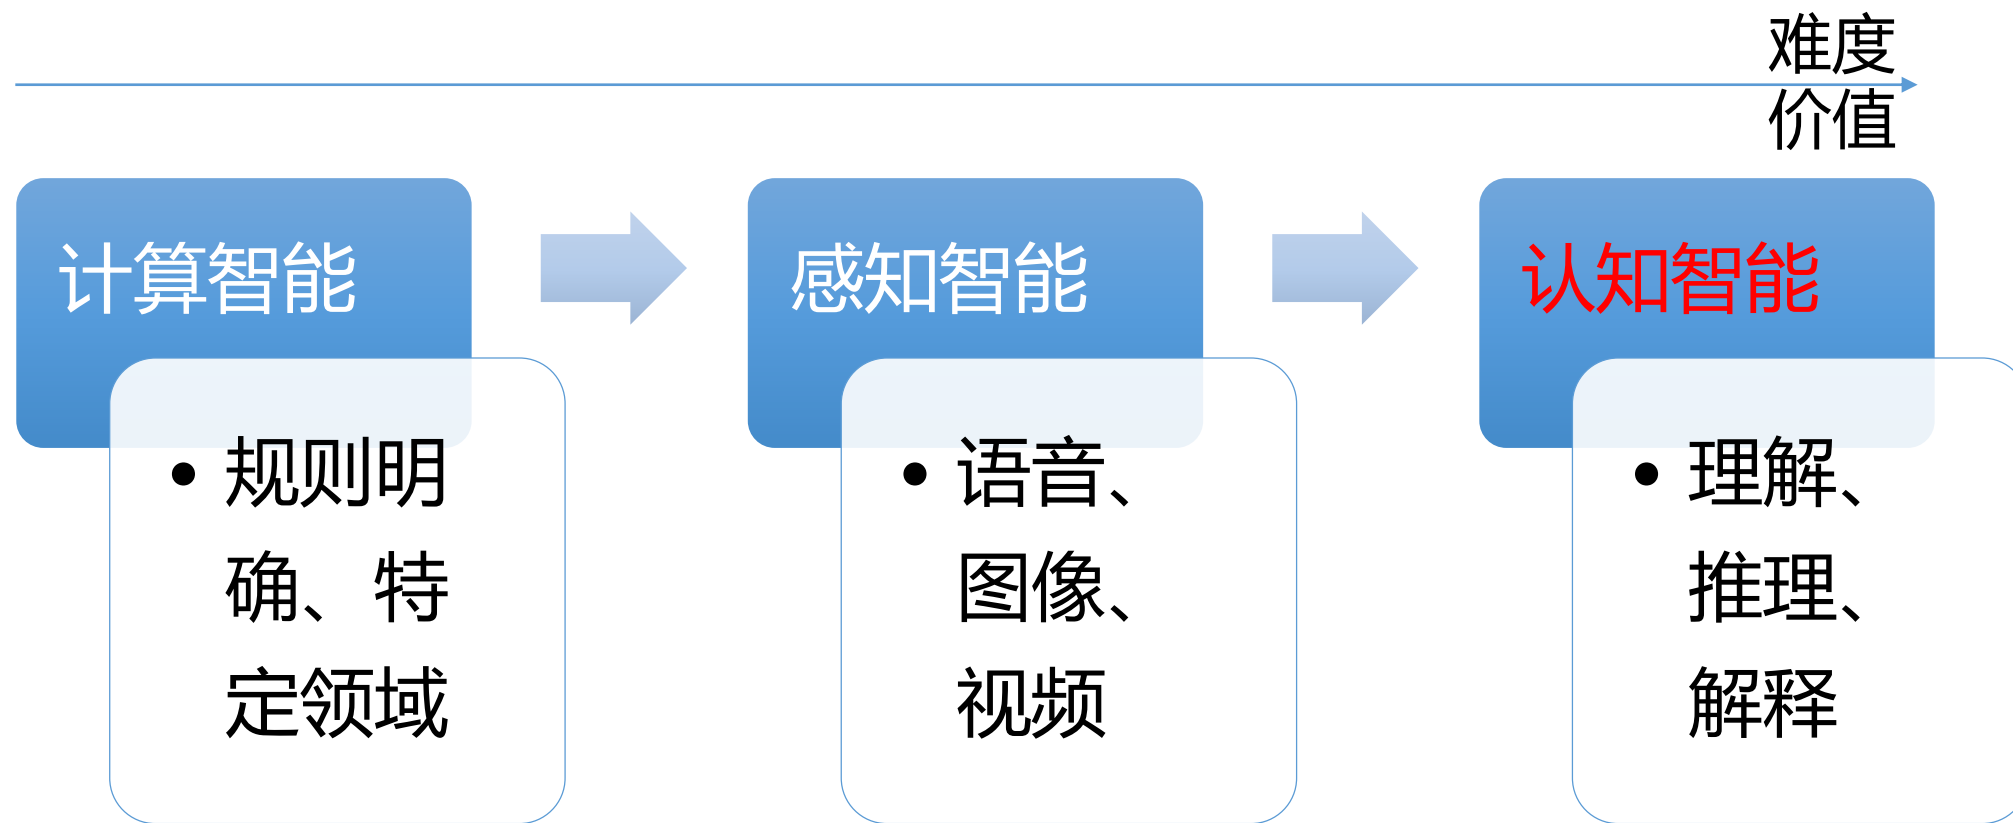 难度
价值
计算智能
• 规则明
确、特
定领域
感知智能
• 语音、
图像、
视频
认知智能
• 理解、
推理、
解释